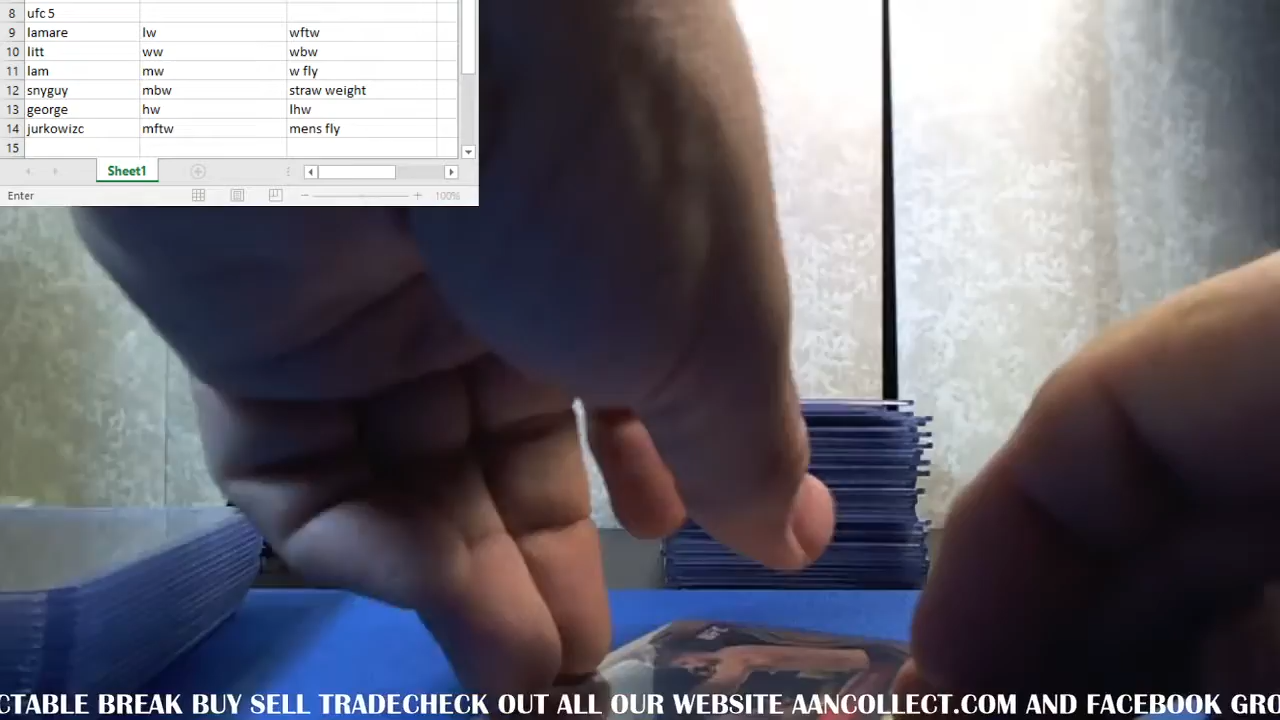 8 ufc 5
9 lamare lw wftw
10 litt ww wbw
11 lam mw w fly
12 snyguy mbw straw weight
13 george hw lhw
14 jurkowizc mftw mens fly
15
Sheet1
Enter 100%
CTABLE BREAK BUY SELL TRADECHECK OUT ALL OUR WEBSITE AANCOLLECT.COM AND FACEBOOK GRO